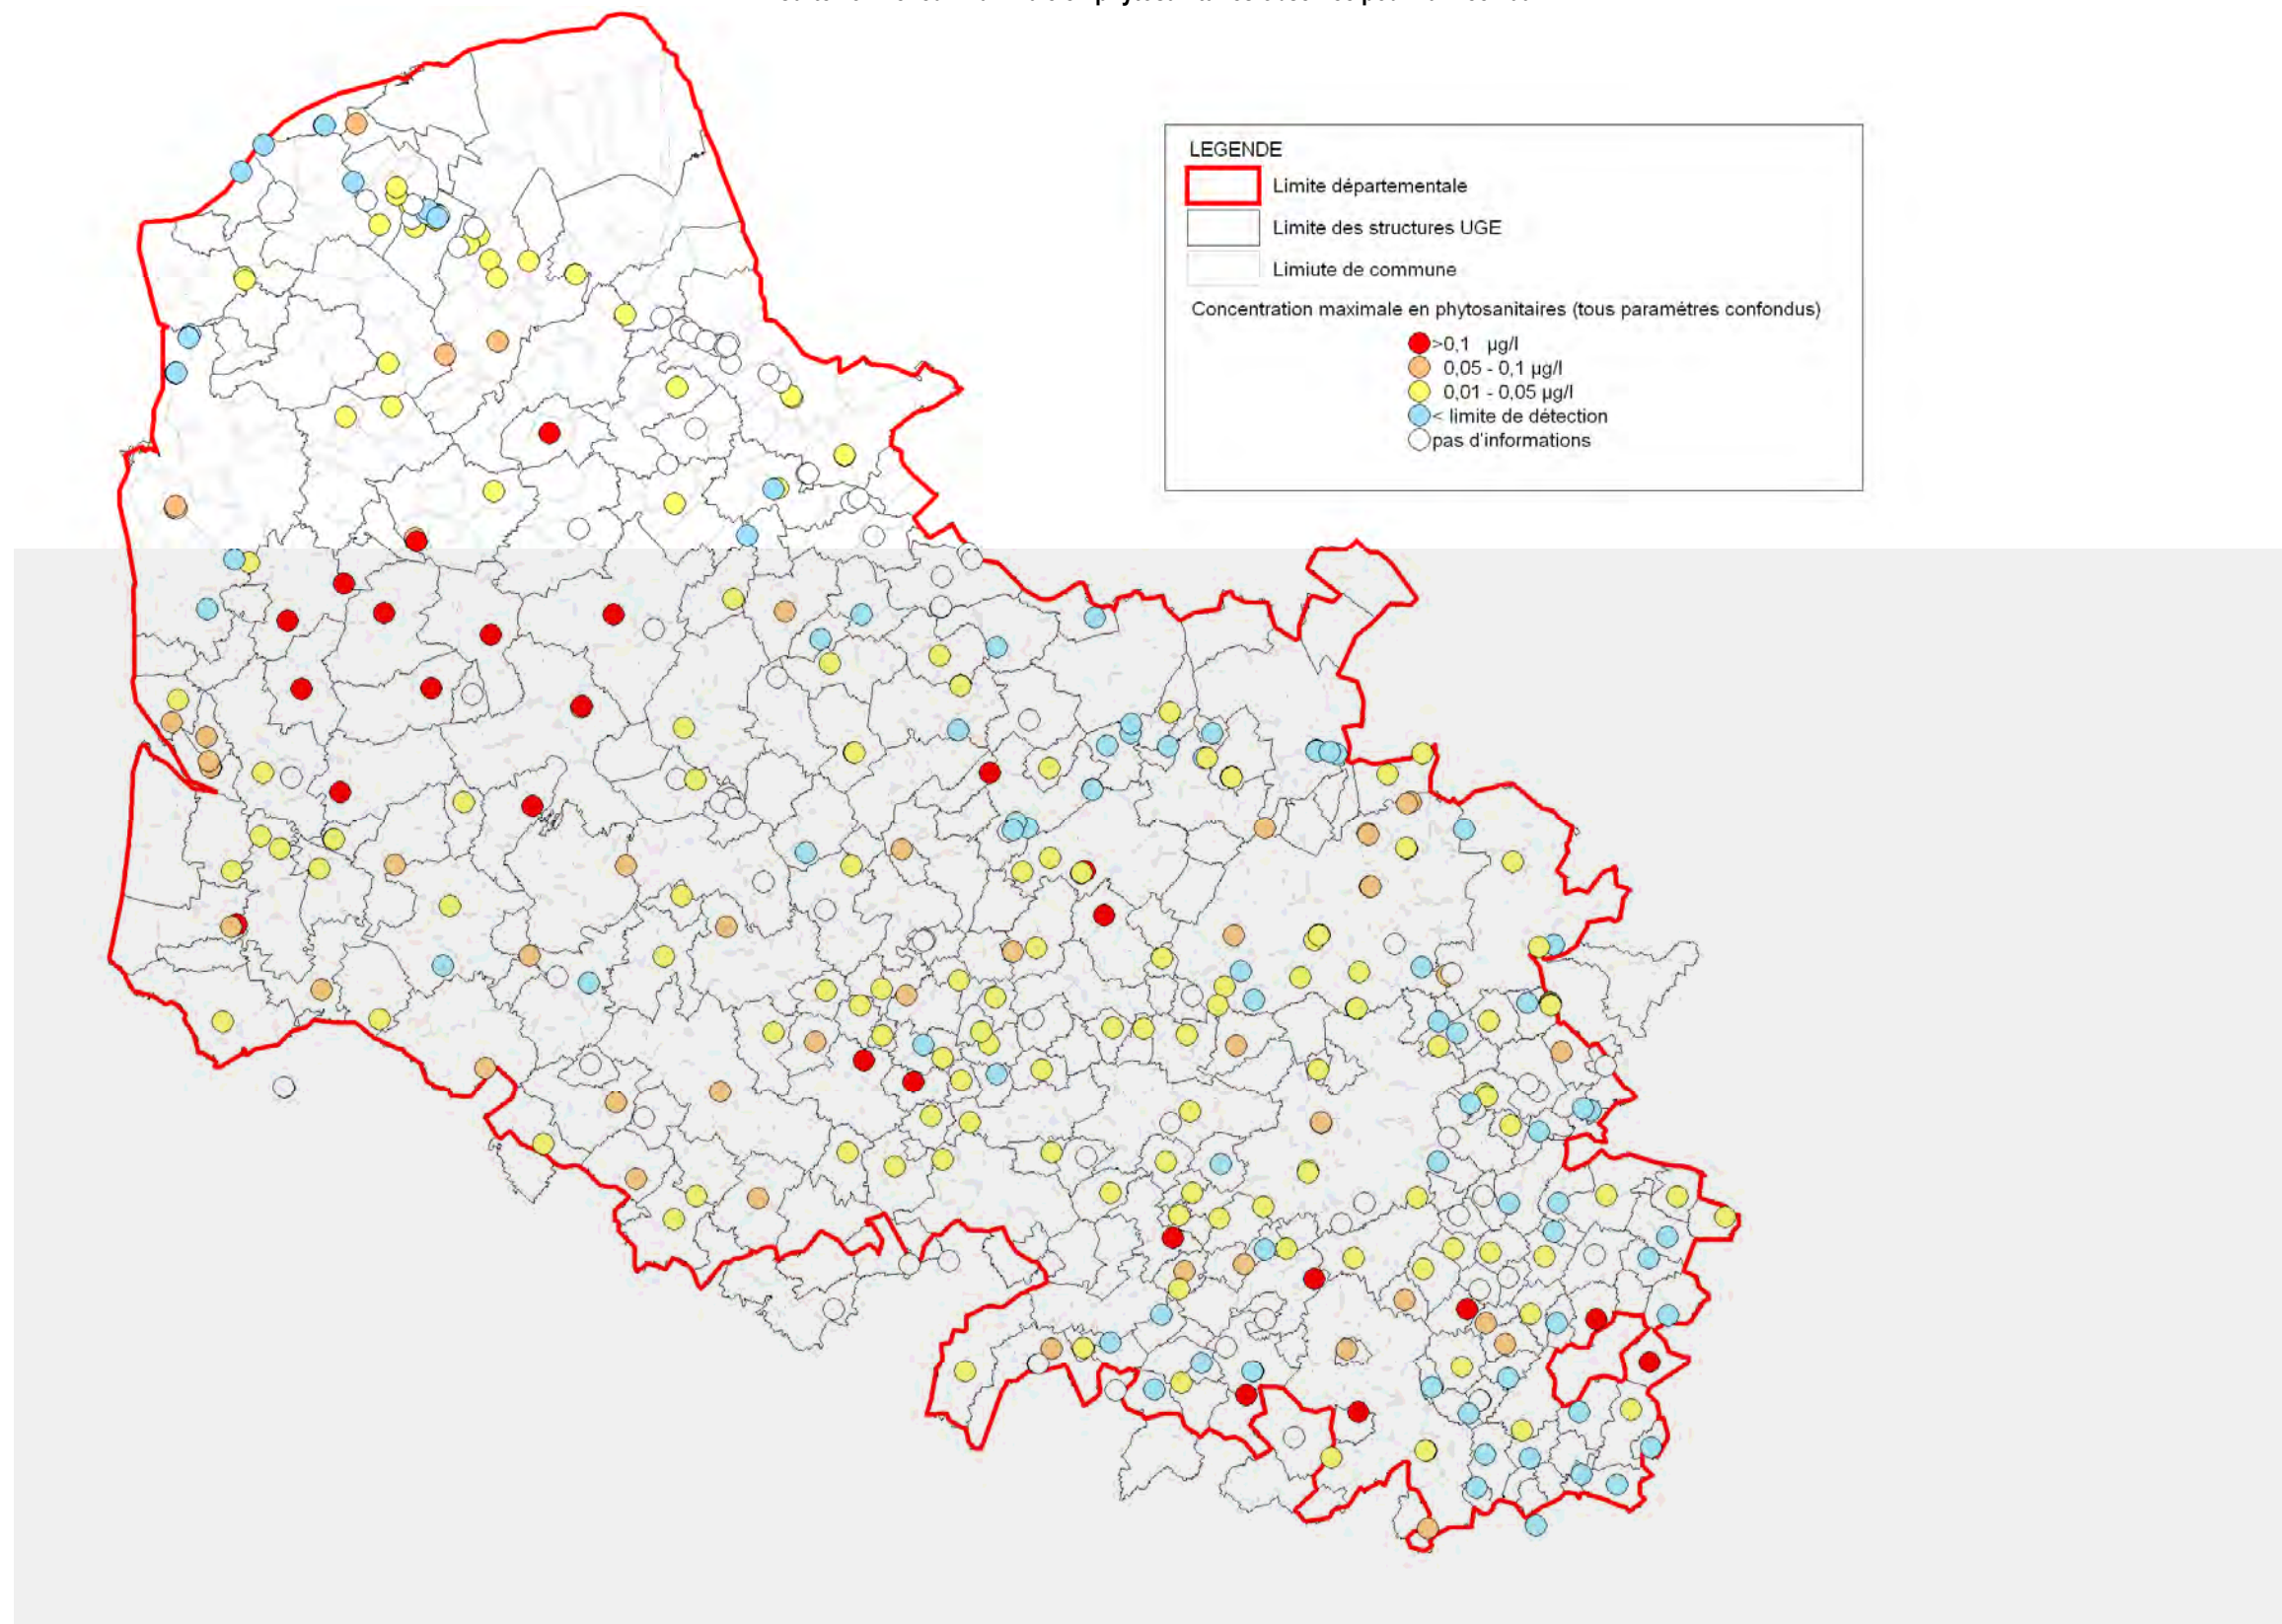 LEGENDE
Limite départementale
Limite des structures UGE
Limiute de commune
Concentration maximale en phytosanitaires (tous paramètres confondus)
>0,1 µg/l
0,05 - 0,1 µg/l
0,01 - 0,05 µg/l
< limite de détection
pas d'informations